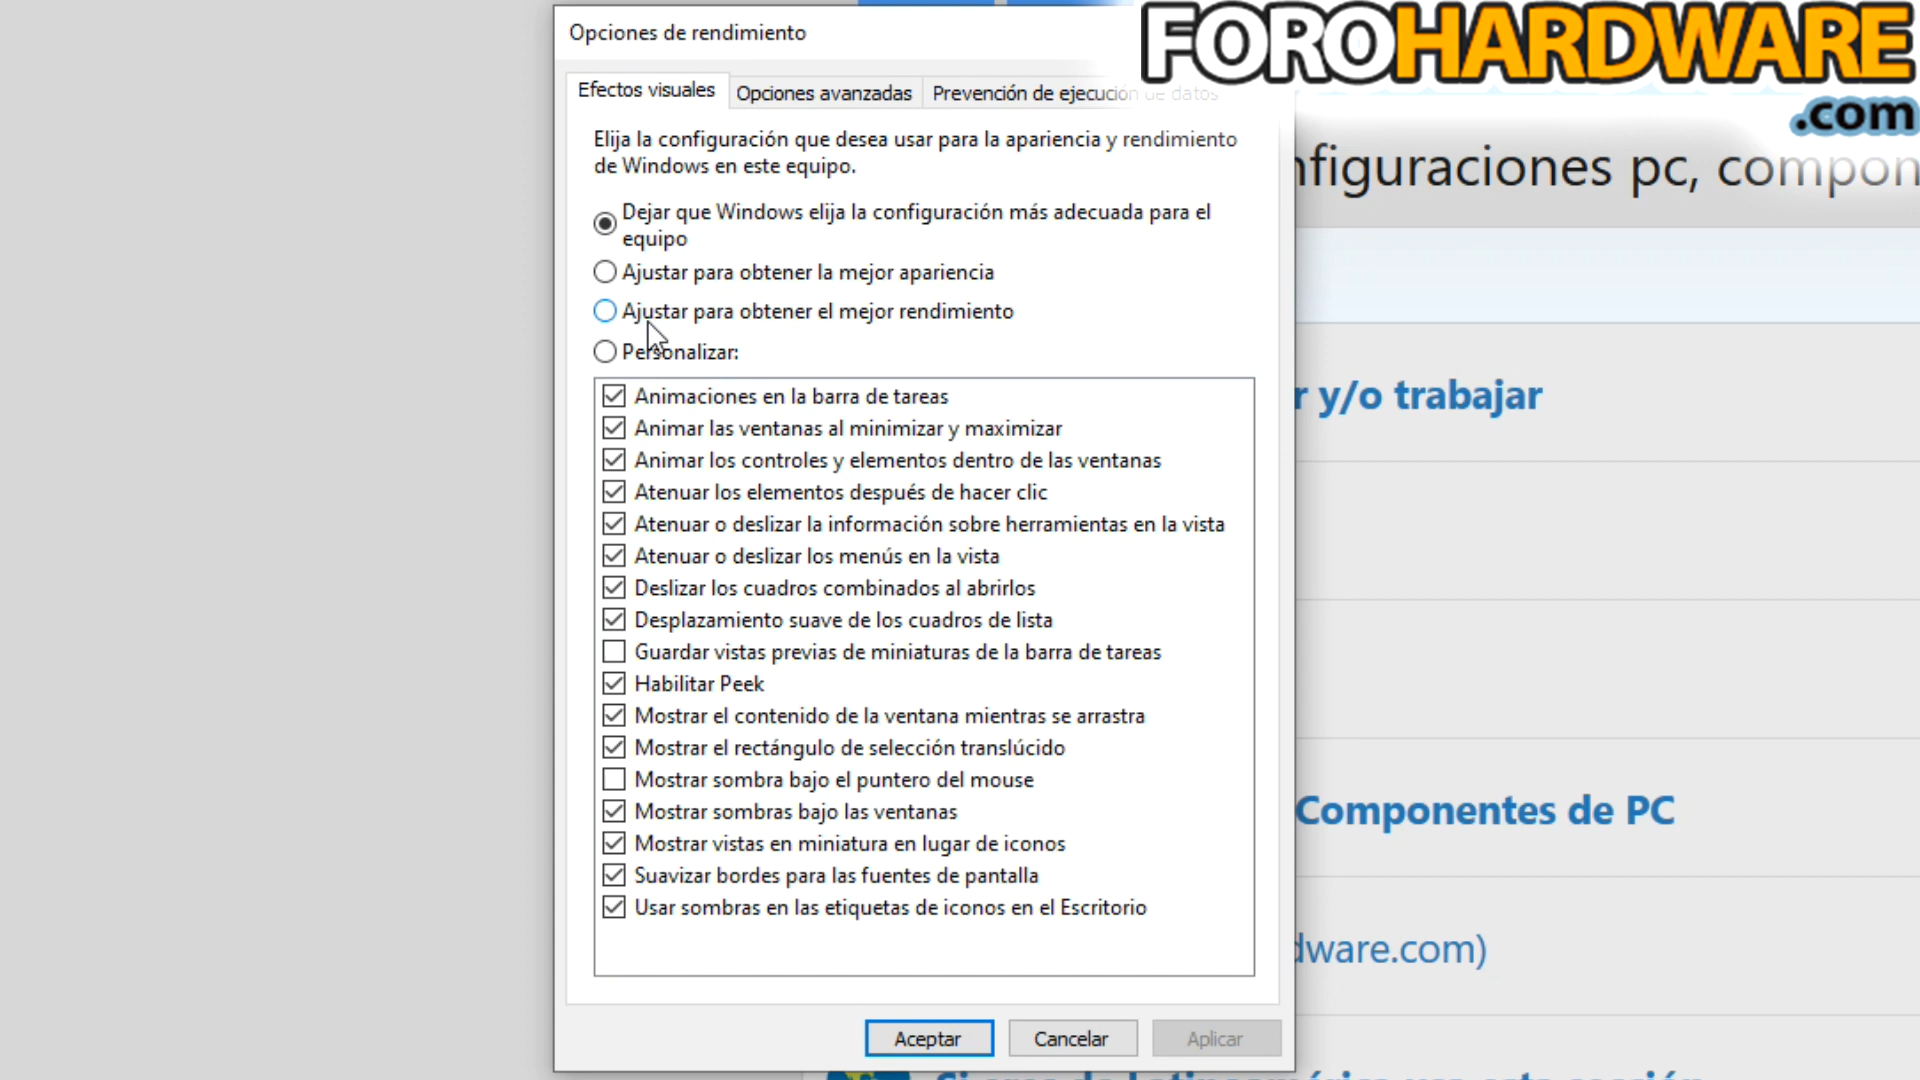 FOROHARDWARE
.com
Opciones de rendimiento
Efectos visuales
Opciones avanzadas
Prevención de ejecución de datos
Elija la configuración que desea usar para la apariencia y rendimiento
de Windows en este equipo.
Dejar que Windows elija la configuración más adecuada para el
equipo
Ajustar para obtener la mejor apariencia
Ajustar para obtener el mejor rendimiento
Personalizar:
Animaciones en la barra de tareas
Animar las ventanas al minimizar y maximizar
Animar los controles y elementos dentro de las ventanas
Atenuar los elementos después de hacer clic
Atenuar o deslizar la información sobre herramientas en la vista
Atenuar o deslizar los menús en la vista
Deslizar los cuadros combinados al abrirlos
Desplazamiento suave de los cuadros de lista
Guardar vistas previas de miniaturas de la barra de tareas
Habilitar Peek
Mostrar el contenido de la ventana mientras se arrastra
Mostrar el rectángulo de selección translúcido
Mostrar sombra bajo el puntero del mouse
Mostrar sombras bajo las ventanas
Mostrar vistas en miniatura en lugar de iconos
Suavizar bordes para las fuentes de pantalla
Usar sombras en las etiquetas de iconos en el Escritorio
Aceptar
Cancelar
Aplicar
nfiguraciones pc, compon
r y/o trabajar
Componentes de PC
dware.com)